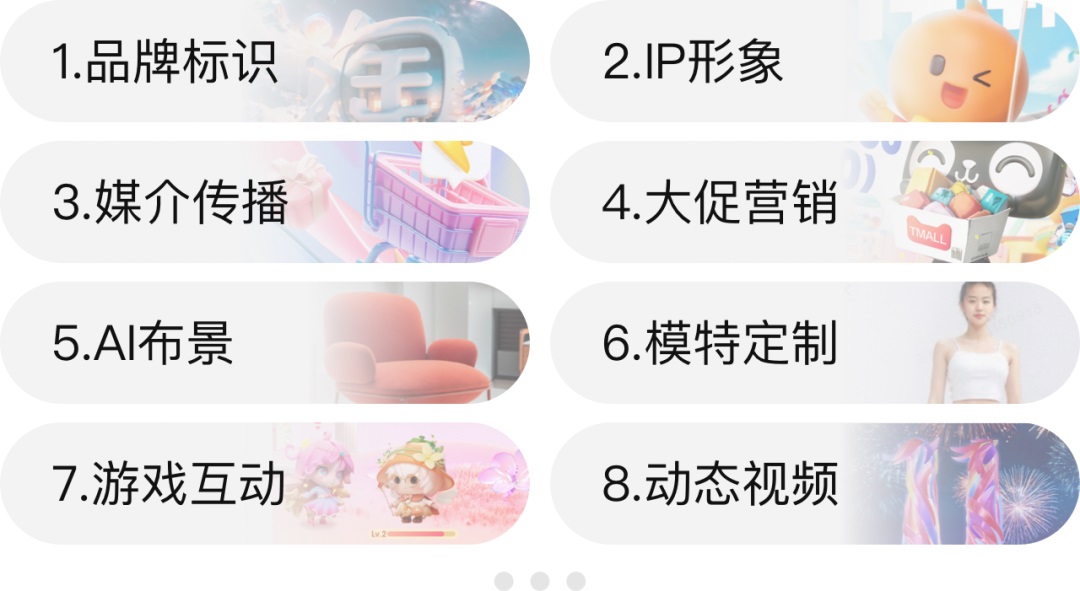 1.品牌标识
2.IP形象
3.媒介传播
4.大促营销
TMALL
5.AI布景
6.模特定制
7.游戏互动
Lv.2
8.动态视频
11